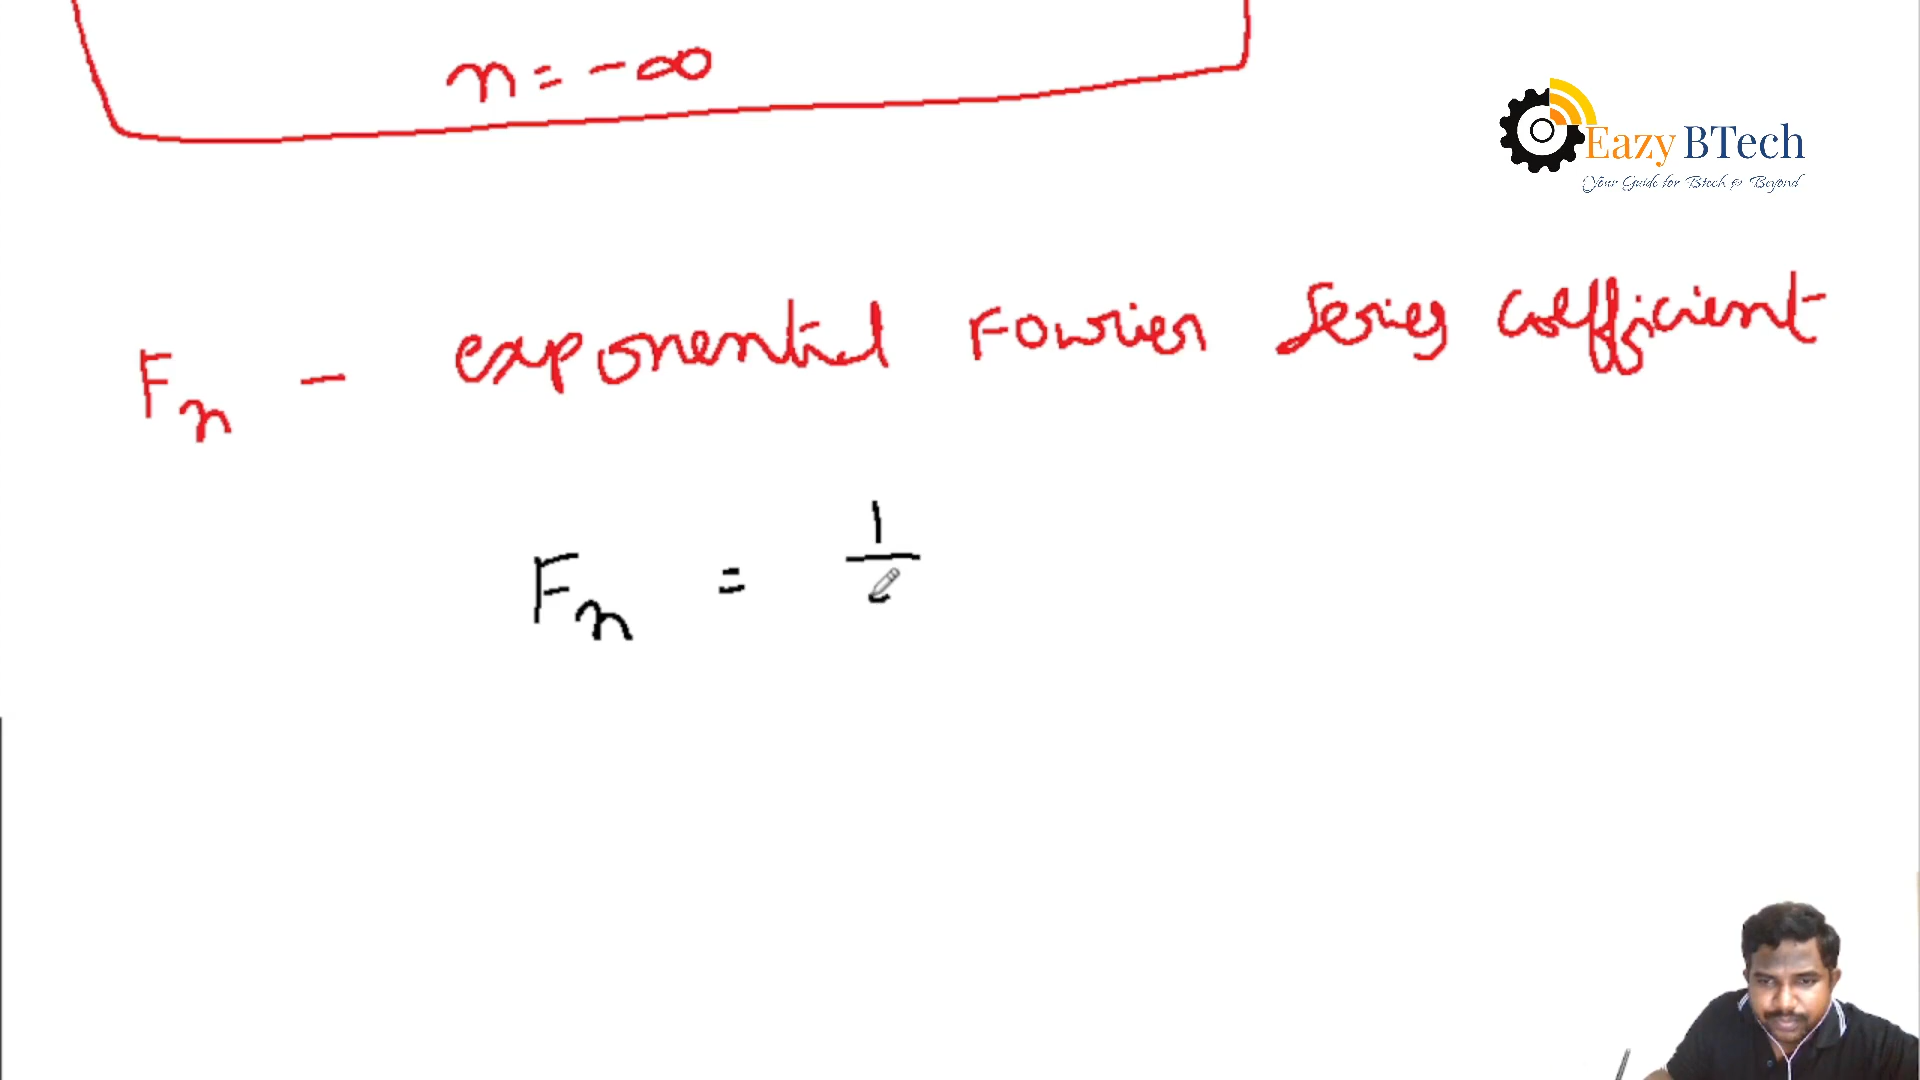 n = -∞
Eazy BTech
Your Guide for Btech & Beyond
Fn - exponential Fourier Series coefficient
Fn = 1/